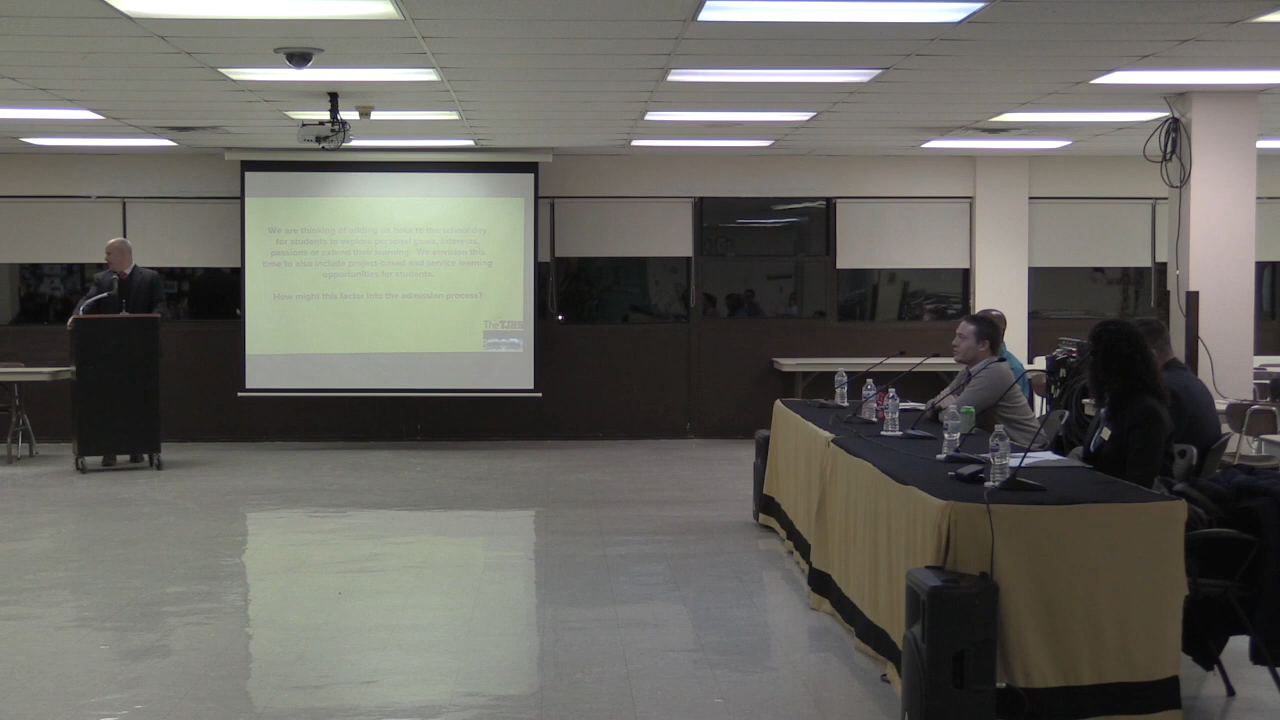 We are thinking of adding an hour to the school day
for students to explore personal goals, interests,
passions or extend their learning. We envision this
time to also include project-based and service learning
opportunities for students.
How might this factor into the admission process?
The